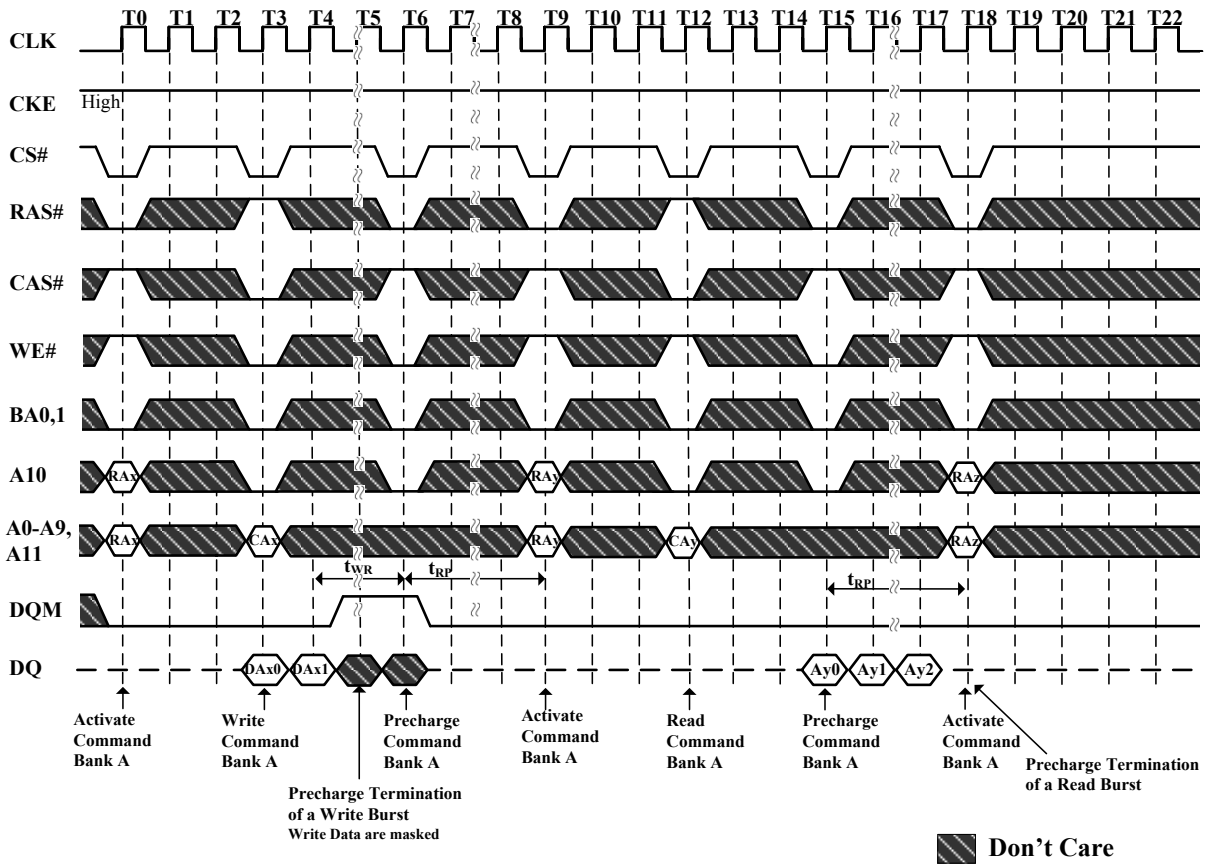 T0 T1 T2 T3 T4 T5 T6 T7 T8 T9 T10 T11 T12 T13 T14 T15 T16 T17 T18 T19 T20 T21 T22
CLK
CKE High
CS#
RAS#
CAS#
WE#
BA0,1
A10 RAx RAy RAz
A0-A9,
A11 RAx CAx RAy CAy RAz
tWR tRP tRP
DQM
DQ DAx0 DAx1 Ay0 Ay1 Ay2
Activate
Command
Bank A
Write
Command
Bank A
Precharge
Command
Bank A
Activate
Command
Bank A
Read
Command
Bank A
Precharge
Command
Bank A
Activate
Command
Bank A
Precharge Termination
of a Read Burst
Precharge Termination
of a Write Burst
Write Data are masked
Don't Care